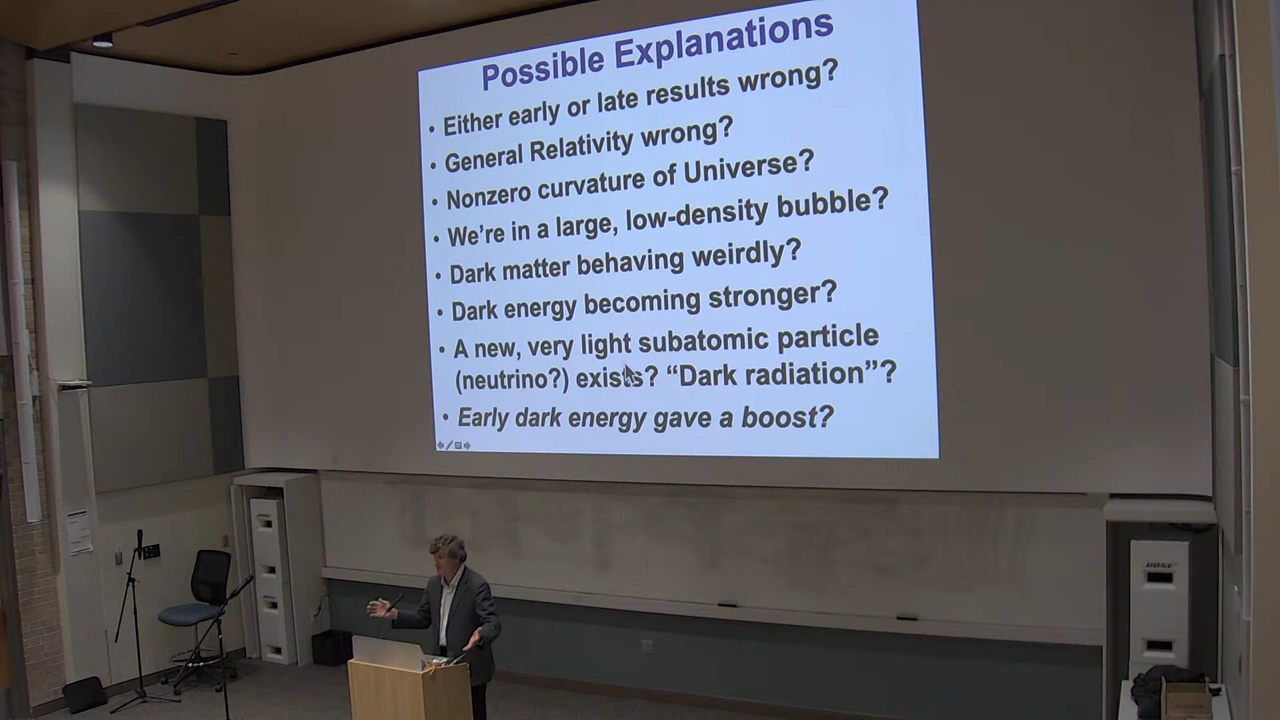 Possible Explanations
• Either early or late results wrong?
• General Relativity wrong?
• Nonzero curvature of Universe?
• We're in a large, low-density bubble?
• Dark matter behaving weirdly?
• Dark energy becoming stronger?
• A new, very light subatomic particle
(neutrino?) exists? “Dark radiation”?
• Early dark energy gave a boost?
BOSE